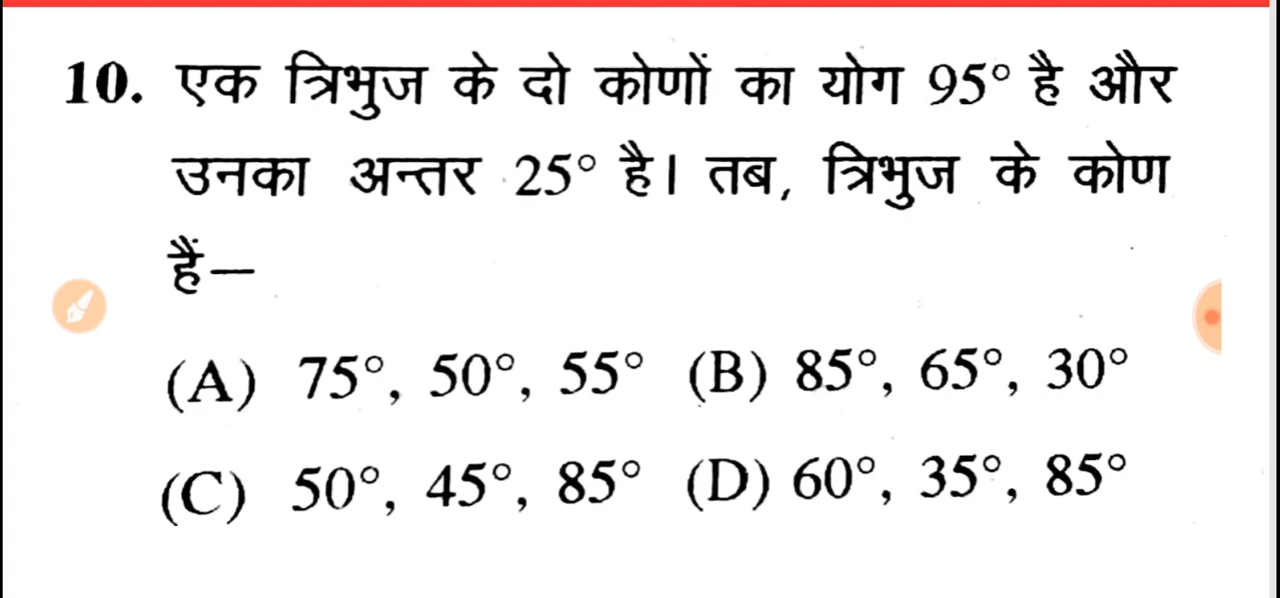 10. एक त्रिभुज के दो कोणों का योग 95° है और
उनका अन्तर 25° है। तब, त्रिभुज के कोण
हैं—
(A) 75°, 50°, 55° (B) 85°, 65°, 30°
(C) 50°, 45°, 85° (D) 60°, 35°, 85°